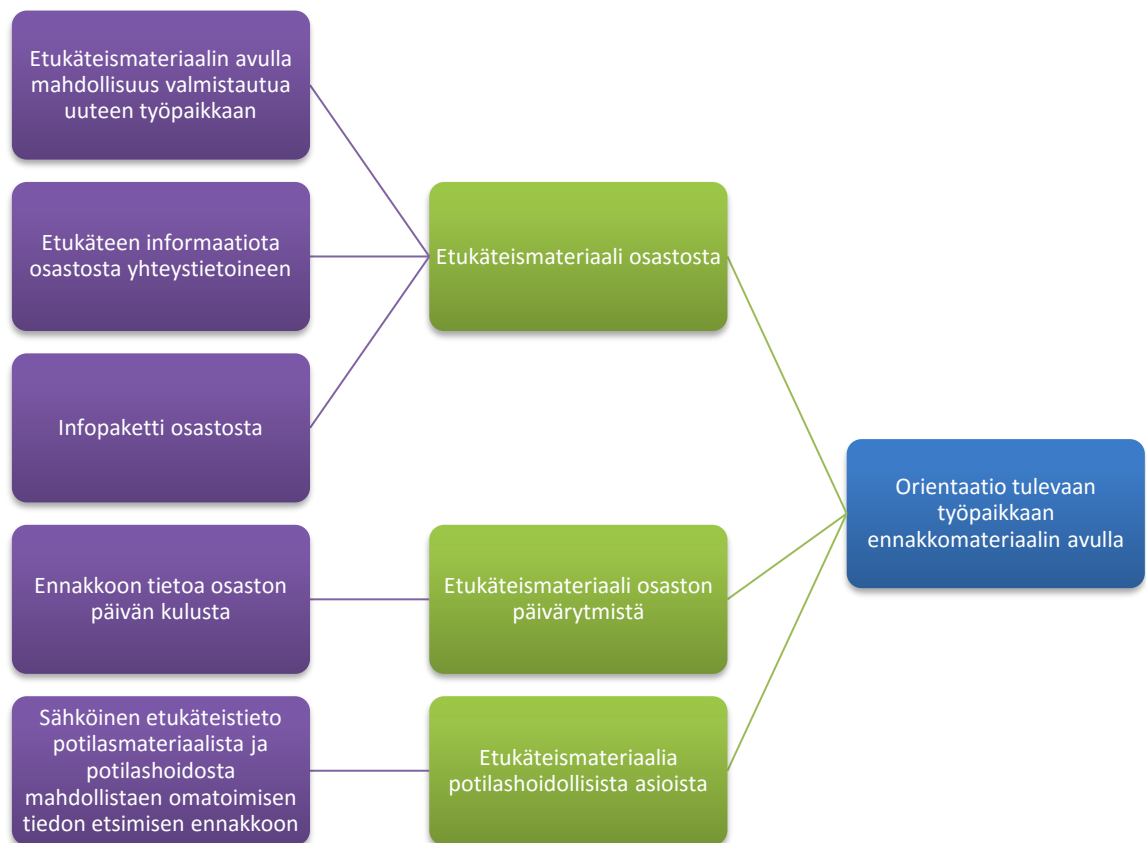 Etukäteismateriaalin avulla
mahdollisuus valmistautua
uuteen työpaikkaan
Etukäteen informaatiota
osastosta yhteystietoineen
Infopaketti osastosta
Ennakkoon tietoa osaston
päivän kulusta
Sähköinen etukäteistieto
potilasmateriaalista ja
potilashoidosta
mahdollistaen omatoimisen
tiedon etsimisen ennakkoon
Etukäteismateriaali osastosta
Etukäteismateriaali osaston
päivärytmistä
Etukäteismateriaalia
potilashoidollisista asioista
Orientaatio tulevaan
työpaikkaan
ennakkomateriaalin avulla